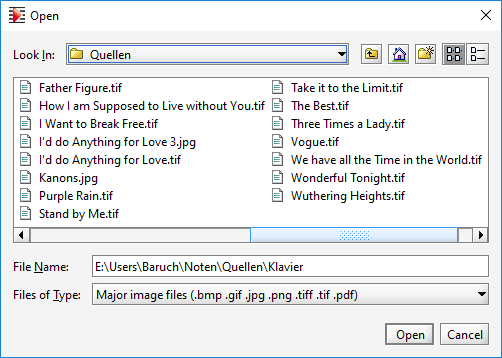 Open
Look In: Quellen
Father Figure.tif
How I am Supposed to Live without You.tif
I Want to Break Free.tif
I'd do Anything for Love 3.jpg
I'd do Anything for Love.tif
Kanons.jpg
Purple Rain.tif
Stand by Me.tif
Take it to the Limit.tif
The Best.tif
Three Times a Lady.tif
Vogue.tif
We have all the Time in the World.tif
Wonderful Tonight.tif
Wuthering Heights.tif
File Name: E:\Users\Baruch\Noten\Quellen\Klavier
Files of Type: Major image files (.bmp .gif .jpg .png .tiff .tif .pdf)
Open Cancel